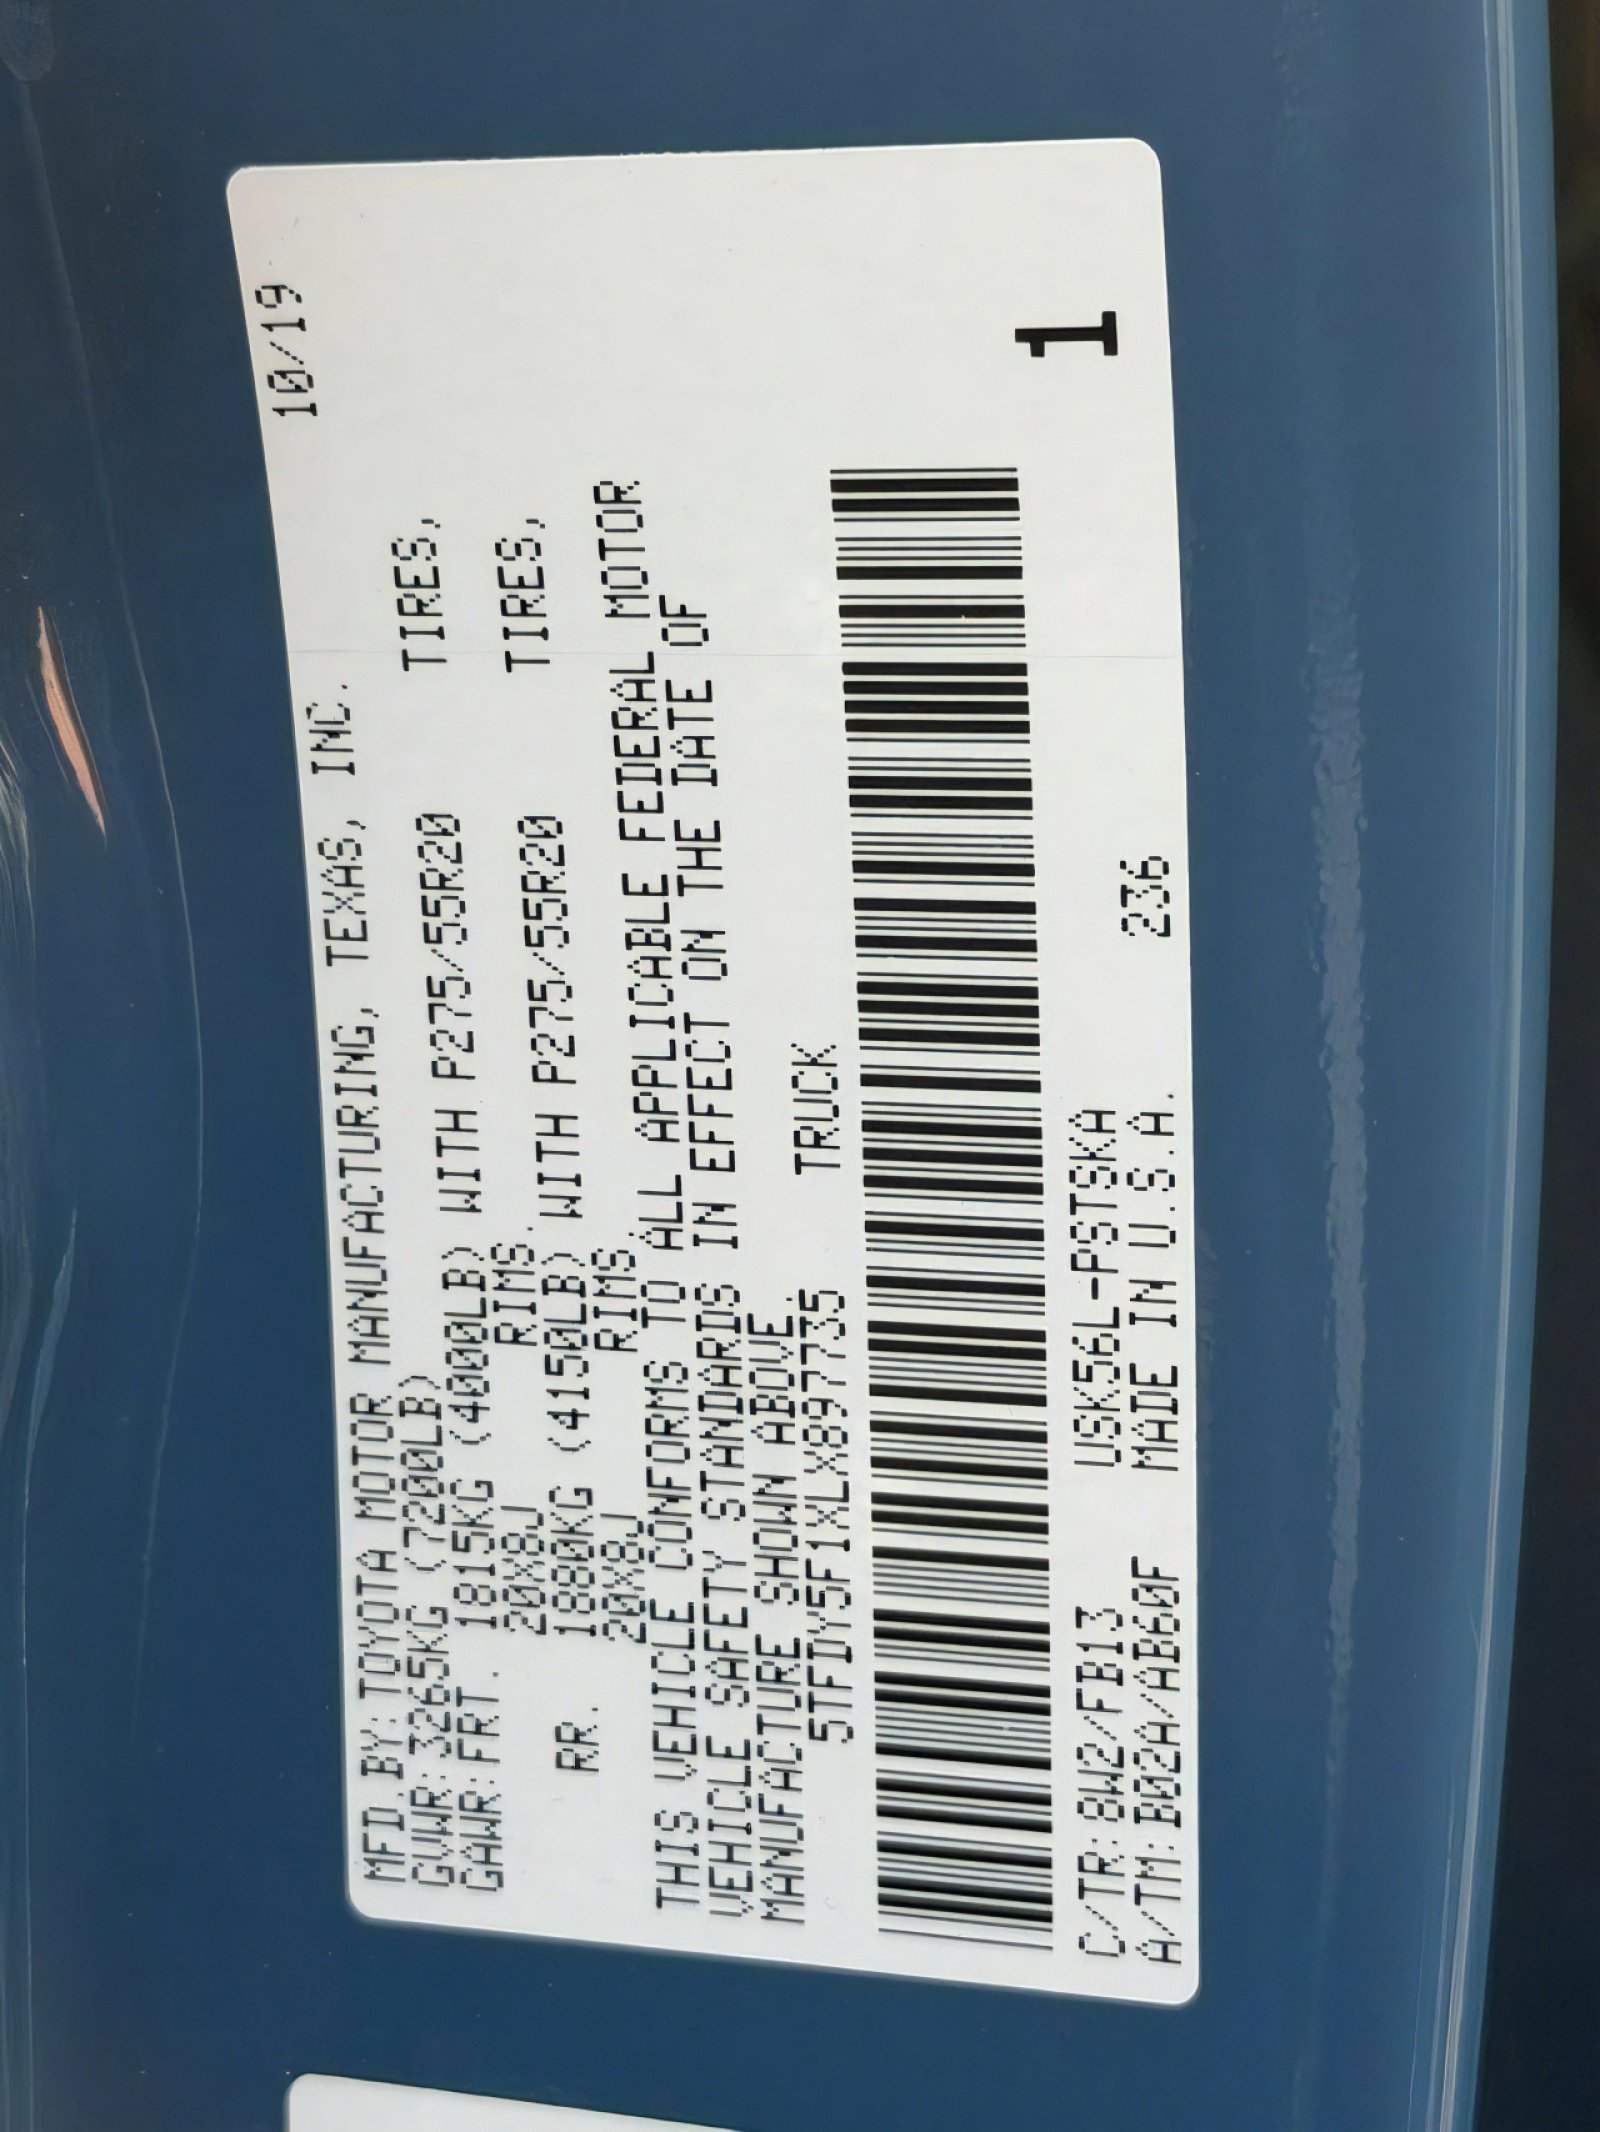 10/19
MFD.BY:TOYOTA MOTOR MANUFACTURING, TEXAS, INC.
GVWR:3265KG (7200LB)
GAWR:FRT. 1815KG (4000LB) WITH P275/55R20 TIRES,
20X8J RIMS.
RR. 1880KG (4150LB) WITH P275/55R20 TIRES,
20X8J RIMS.
THIS VEHICLE CONFORMS TO ALL APPLICABLE FEDERAL MOTOR
VEHICLE SAFETY STANDARDS IN EFFECT ON THE DATE OF
MANUFACTURE SHOWN ABOVE.
5TFDY5F1XLX897735 TRUCK
1
C/TR:8W2/FB13 USK56L-PSTSKA
A/TM:B02A/AB60F MADE IN U.S.A. 236